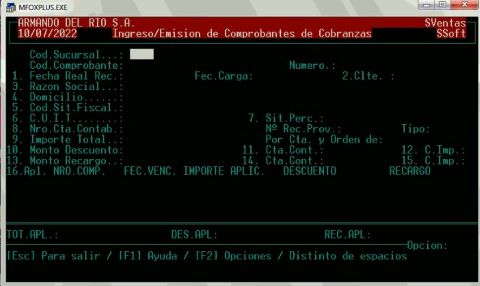 MFOXPLUS.EXE
ARMANDO DEL RIO S.A. SVentas
10/07/2022 Ingreso/Emision de Comprobantes de Cobranzas SSoft
Cod.Sucursal...:
Cod.Comprobante: Numero.:
1. Fecha Real Rec.: Fec.Carga: 2.Clte. :
3. Razon Social...:
4. Domicilio......:
5. Cod.Sit.Fiscal.:
6. C.U.I.T........: 7. Sit.Perc.:
8. Nro.Cta.Contab.: Nº Rec.Prov.: Tipo:
9. Importe Total..: Por Cta. y Orden de:
10. Monto Descuento: 11. Cta.Cont.: 12. C.Imp.:
13. Monto Recargo..: 14. Cta.Cont.: 15. C.Imp.:
16.Apl. NRO.COMP. FEC.VENC. IMPORTE APLIC. DESCUENTO RECARGO
TOT.APL.: DES.APL: REC.APL:
Opcion:
[Esc] Para salir / [F1] Ayuda / [F2] Opciones / Distinto de espacios